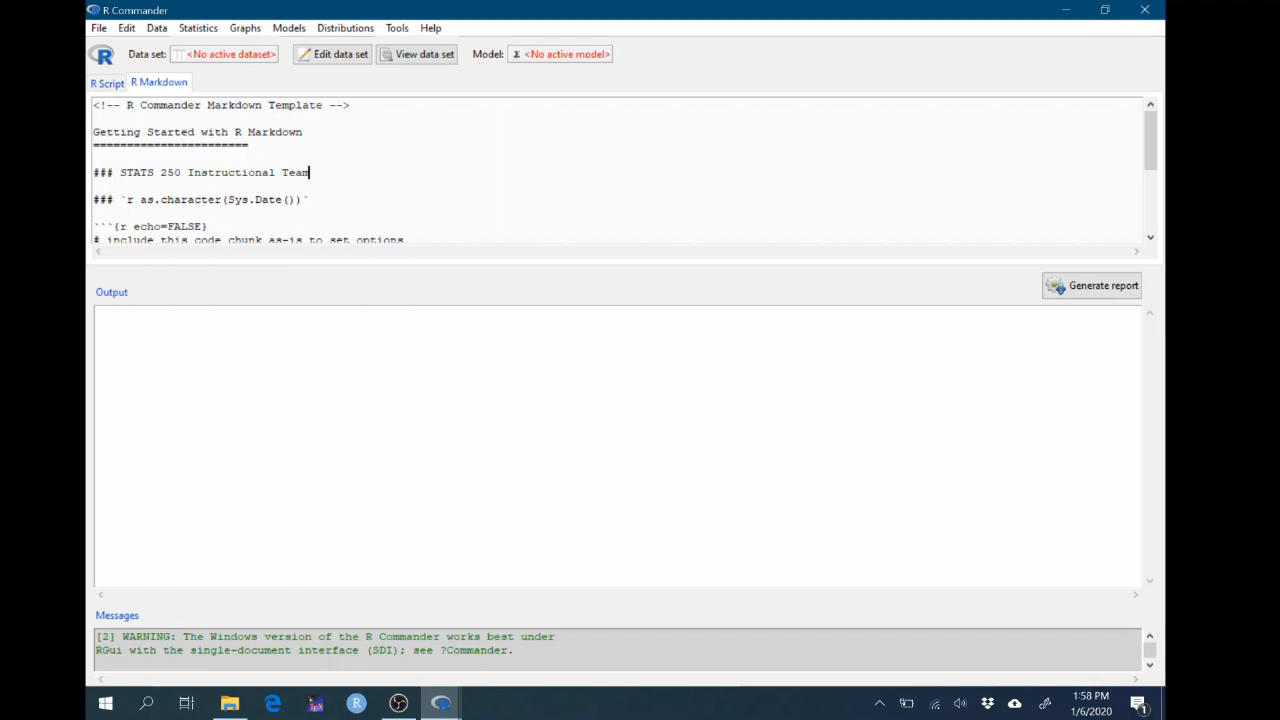 R Commander
File Edit Data Statistics Graphs Models Distributions Tools Help
R Data set: <No active dataset> Edit data set View data set Model: Σ <No active model>
R Script R Markdown
<!-- R Commander Markdown Template -->
Getting Started with R Markdown
=======================
### STATS 250 Instructional Team
### `r as.character(Sys.Date())`
```{r echo=FALSE}
# include this code chunk as-is to set options
Generate report
Output
Messages
[2] WARNING: The Windows version of the R Commander works best under
RGui with the single-document interface (SDI); see ?Commander.
1:58 PM
1/6/2020